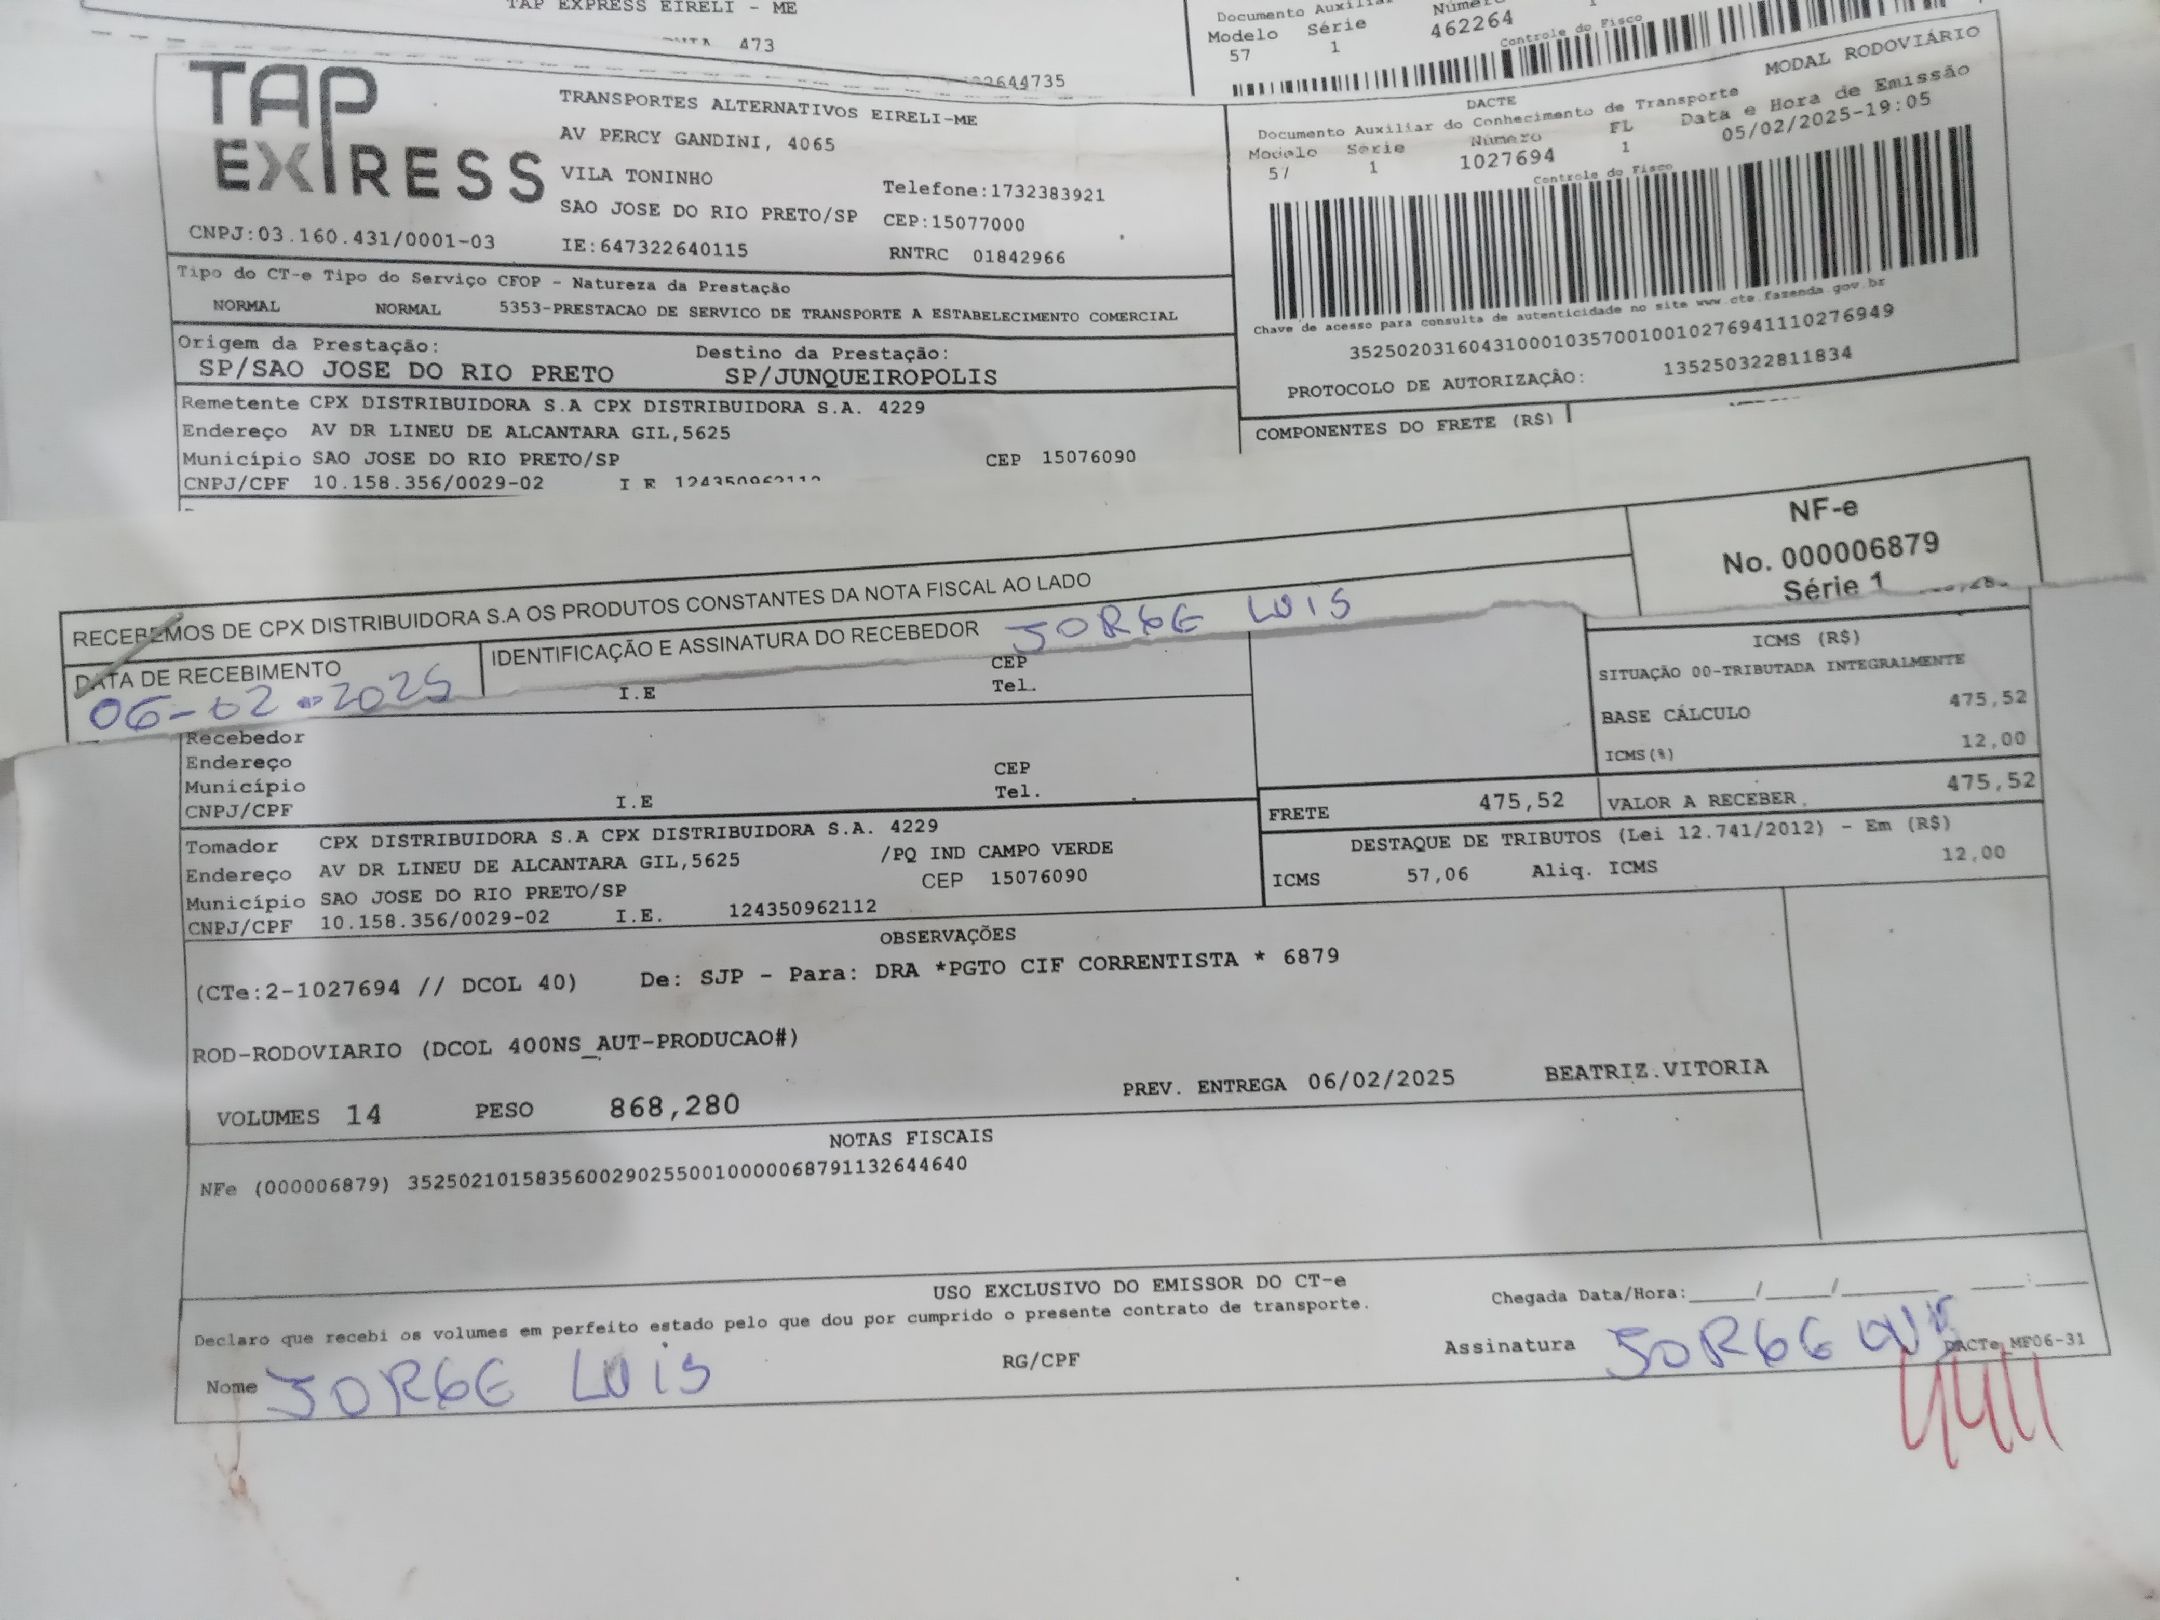 TAP EXPRESS EIRELI - ME
473
Documento Auxiliar
Modelo Série Número
57 1 462264
Controle do Fisco
TAP EXPRESS
TRANSPORTES ALTERNATIVOS EIRELI-ME
AV PERCY GANDINI, 4065
VILA TONINHO Telefone:1732383921
SAO JOSE DO RIO PRETO/SP CEP:15077000
CNPJ:03.160.431/0001-03 IE:647322640115 RNTRC 01842966
DACTE MODAL RODOVIÁRIO
Documento Auxiliar do Conhecimento de Transporte
Modelo Série Número FL Data e Hora de Emissão
57 1 1027694 1 05/02/2025-19:05
Controle do Fisco
Chave de acesso para consulta de autenticidade no site www.cte.fazenda.gov.br
35250203160431000103570010010276941110276949
PROTOCOLO DE AUTORIZAÇÃO: 135250322811834
Tipo do CT-e Tipo do Serviço CFOP - Natureza da Prestação
NORMAL NORMAL 5353-PRESTACAO DE SERVICO DE TRANSPORTE A ESTABELECIMENTO COMERCIAL
Origem da Prestação: Destino da Prestação:
SP/SAO JOSE DO RIO PRETO SP/JUNQUEIROPOLIS
Remetente CPX DISTRIBUIDORA S.A CPX DISTRIBUIDORA S.A. 4229
Endereço AV DR LINEU DE ALCANTARA GIL,5625
Município SAO JOSE DO RIO PRETO/SP CEP 15076090
CNPJ/CPF 10.158.356/0029-02 I E 124350962112
COMPONENTES DO FRETE (R$)
NF-e
No. 000006879
Série 1
RECEBEMOS DE CPX DISTRIBUIDORA S.A OS PRODUTOS CONSTANTES DA NOTA FISCAL AO LADO
DATA DE RECEBIMENTO IDENTIFICAÇÃO E ASSINATURA DO RECEBEDOR JORGE LUIS
06-02-2025
CEP
I.E Tel.
ICMS (R$)
SITUAÇÃO 00-TRIBUTADA INTEGRALMENTE
BASE CÁLCULO 475,52
ICMS(%) 12,00
Recebedor
Endereço
Município CEP
CNPJ/CPF I.E Tel.
FRETE 475,52 VALOR A RECEBER 475,52
Tomador CPX DISTRIBUIDORA S.A CPX DISTRIBUIDORA S.A. 4229
Endereço AV DR LINEU DE ALCANTARA GIL,5625 /PQ IND CAMPO VERDE
Município SAO JOSE DO RIO PRETO/SP CEP 15076090
CNPJ/CPF 10.158.356/0029-02 I.E. 124350962112
DESTAQUE DE TRIBUTOS (Lei 12.741/2012) - Em (R$)
ICMS 57,06 Aliq. ICMS 12,00
OBSERVAÇÕES
(CTe:2-1027694 // DCOL 40) De: SJP - Para: DRA *PGTO CIF CORRENTISTA * 6879
ROD-RODOVIARIO (DCOL 400NS_AUT-PRODUCAO#)
VOLUMES 14 PESO 868,280 PREV. ENTREGA 06/02/2025 BEATRIZ.VITORIA
NOTAS FISCAIS
NFe (000006879) 35250210158356002902550010000068791132644640
USO EXCLUSIVO DO EMISSOR DO CT-e
Declaro que recebi os volumes em perfeito estado pelo que dou por cumprido o presente contrato de transporte.
Chegada Data/Hora:_____/_____/_______ ____:____
Nome JORGE LUIS RG/CPF Assinatura JORGE LUIS
DACTe_MF06-31